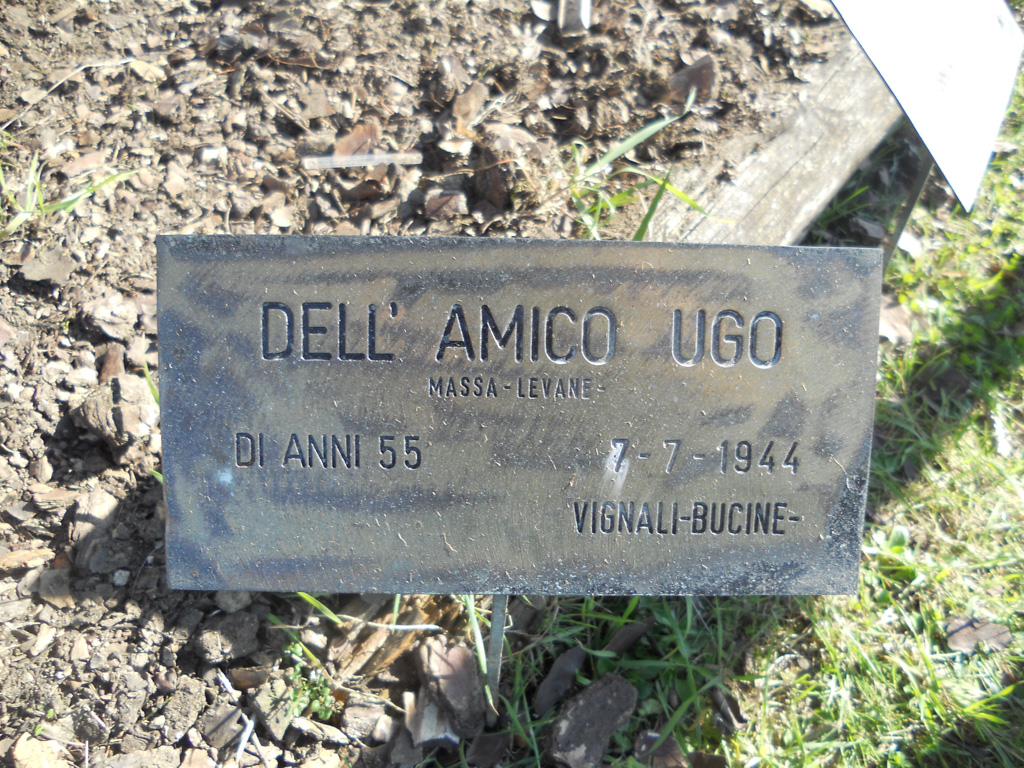 DELL' AMICO UGO
MASSA-LEVANE-
DI ANNI 55 7-7-1944
VIGNALI-BUCINE-